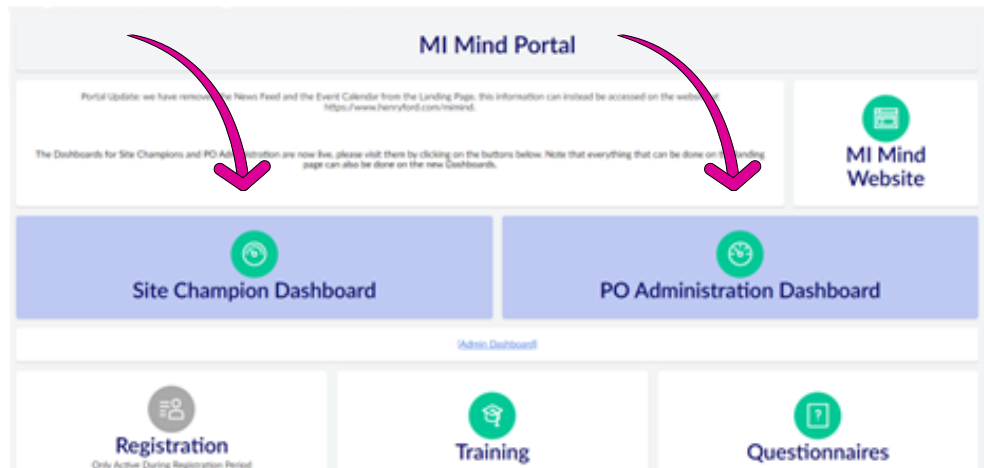 MI Mind Portal
Portal Update: we have remove the News Feed and the Event Calendar from the Landing Page, this information can instead be accessed on the website at
https://www.henryford.com/mimind.
The Dashboards for Site Champions and PO Administration are now live, please visit them by clicking on the buttons below. Note that everything that can be done on the landing
page can also be done on the new Dashboards.
MI Mind
Website
Site Champion Dashboard
PO Administration Dashboard
[Admin Dashboard]
Registration
Only Active During Registration Period
Training
Questionnaires